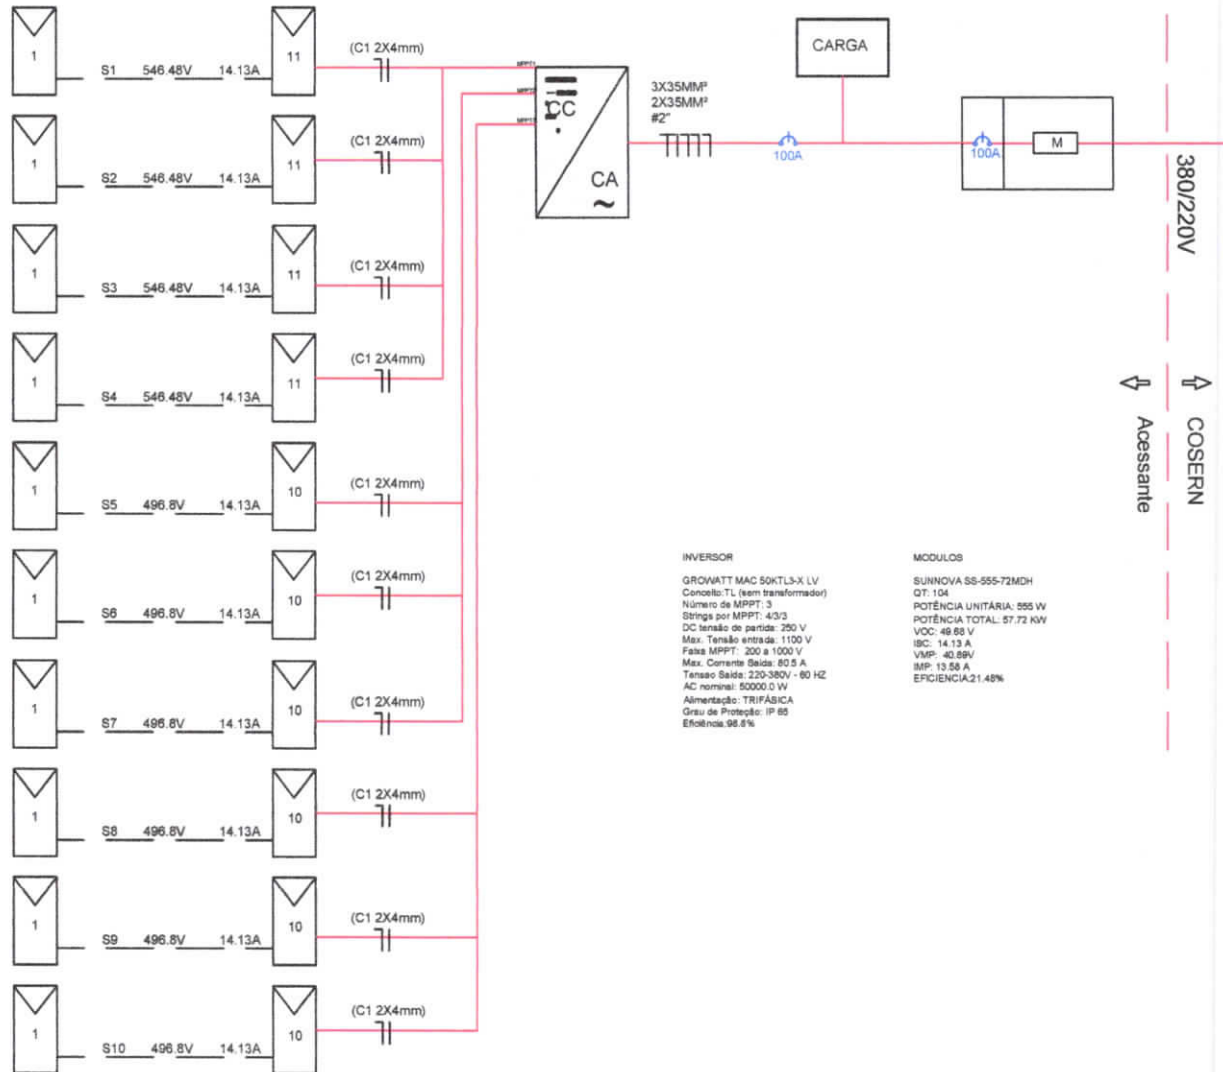 1
S1 546.48V 14.13A
11
(C1 2X4mm)
1
S2 546.48V 14.13A
11
(C1 2X4mm)
1
S3 546.48V 14.13A
11
(C1 2X4mm)
1
S4 546.48V 14.13A
11
(C1 2X4mm)
1
S5 496.8V 14.13A
10
(C1 2X4mm)
1
S6 496.8V 14.13A
10
(C1 2X4mm)
1
S7 496.8V 14.13A
10
(C1 2X4mm)
1
S8 496.8V 14.13A
10
(C1 2X4mm)
1
S9 496.8V 14.13A
10
(C1 2X4mm)
1
S10 496.8V 14.13A
10
(C1 2X4mm)
MPPT1
CC
CA
3X35MM²
2X35MM²
#2"
100A
CARGA
100A
M
380/220V
Acessante
COSERN
INVERSOR
GROWATT MAC 50KTL3-X LV
Conceito:TL (sem transformador)
Número de MPPT: 3
Strings por MPPT: 4/3/3
DC tensão de partida: 250 V
Max. Tensão entrada: 1100 V
Faixa MPPT: 200 a 1000 V
Max. Corrente Saída: 80.5 A
Tensao Saída: 220-380V - 60 HZ
AC nominal: 50000.0 W
Alimentação: TRIFÁSICA
Grau de Proteção: IP 65
Eficiência:98.8%
MODULOS
SUNNOVA SS-555-72MDH
QT: 104
POTÊNCIA UNITÁRIA: 555 W
POTÊNCIA TOTAL: 57.72 KW
VOC: 49.68 V
ISC: 14.13 A
VMP: 40.89V
IMP: 13.58 A
EFICIENCIA:21.48%